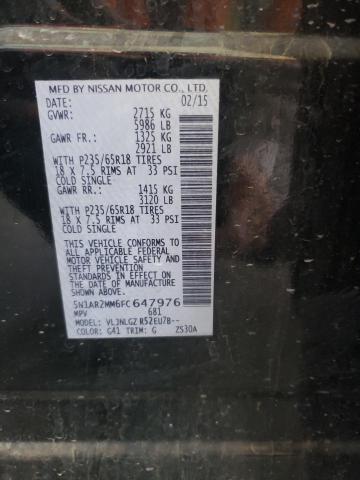 MFD BY NISSAN MOTOR CO., LTD.
DATE: 02/15
GVWR: 2715 KG
5986 LB
GAWR FR.: 1325 KG
2921 LB
WITH P235/65R18 TIRES
18 X 7.5 RIMS AT 33 PSI
COLD SINGLE
GAWR RR: 1415 KG
3120 LB
WITH P235/65R18 TIRES
18 X 7.5 RIMS AT 33 PSI
COLD SINGLE
THIS VEHICLE CONFORMS TO
ALL APPLICABLE FEDERAL
MOTOR VEHICLE SAFETY AND
THEFT PREVENTION STANDARDS
IN EFFECT ON THE DATE OF
MANUFACTURE SHOWN ABOVE.
5N1AR2MM6FC647976
MPV 681
MODEL: VLJNLGZ R52EU7B--
COLOR: G41 TRIM: G ZS30A